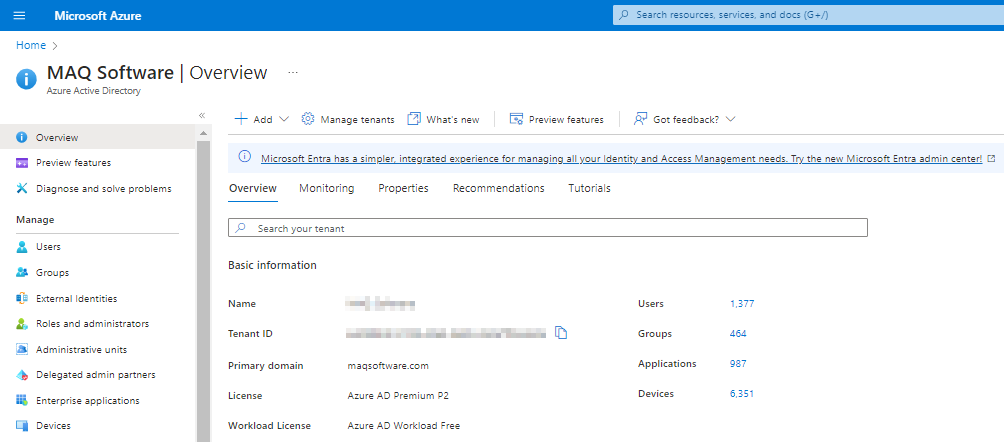 Microsoft Azure
Search resources, services, and docs (G+/)
Home
MAQ Software | Overview ...
Azure Active Directory
«
Add
Manage tenants
What's new
Preview features
Got feedback?
Overview
Preview features
Diagnose and solve problems
Manage
Users
Groups
External Identities
Roles and administrators
Administrative units
Delegated admin partners
Enterprise applications
Devices
Microsoft Entra has a simpler, integrated experience for managing all your Identity and Access Management needs. Try the new Microsoft Entra admin center!
Overview Monitoring Properties Recommendations Tutorials
Search your tenant
Basic information
Name
Tenant ID
Primary domain maqsoftware.com
License Azure AD Premium P2
Workload License Azure AD Workload Free
Users 1,377
Groups 464
Applications 987
Devices 6,351